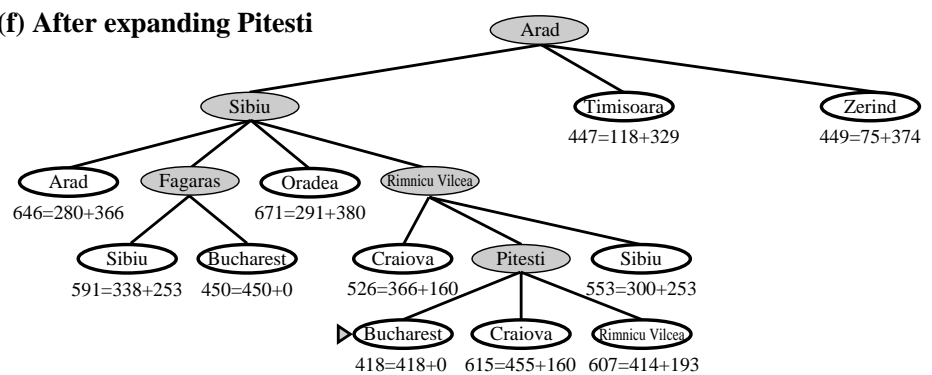 (f) After expanding Pitesti
Arad
Sibiu Timisoara Zerind
447=118+329 449=75+374
Arad Fagaras Oradea Rimnicu Vilcea
646=280+366 671=291+380
Sibiu Bucharest Craiova Pitesti Sibiu
591=338+253 450=450+0 526=366+160 553=300+253
Bucharest Craiova Rimnicu Vilcea
418=418+0 615=455+160 607=414+193